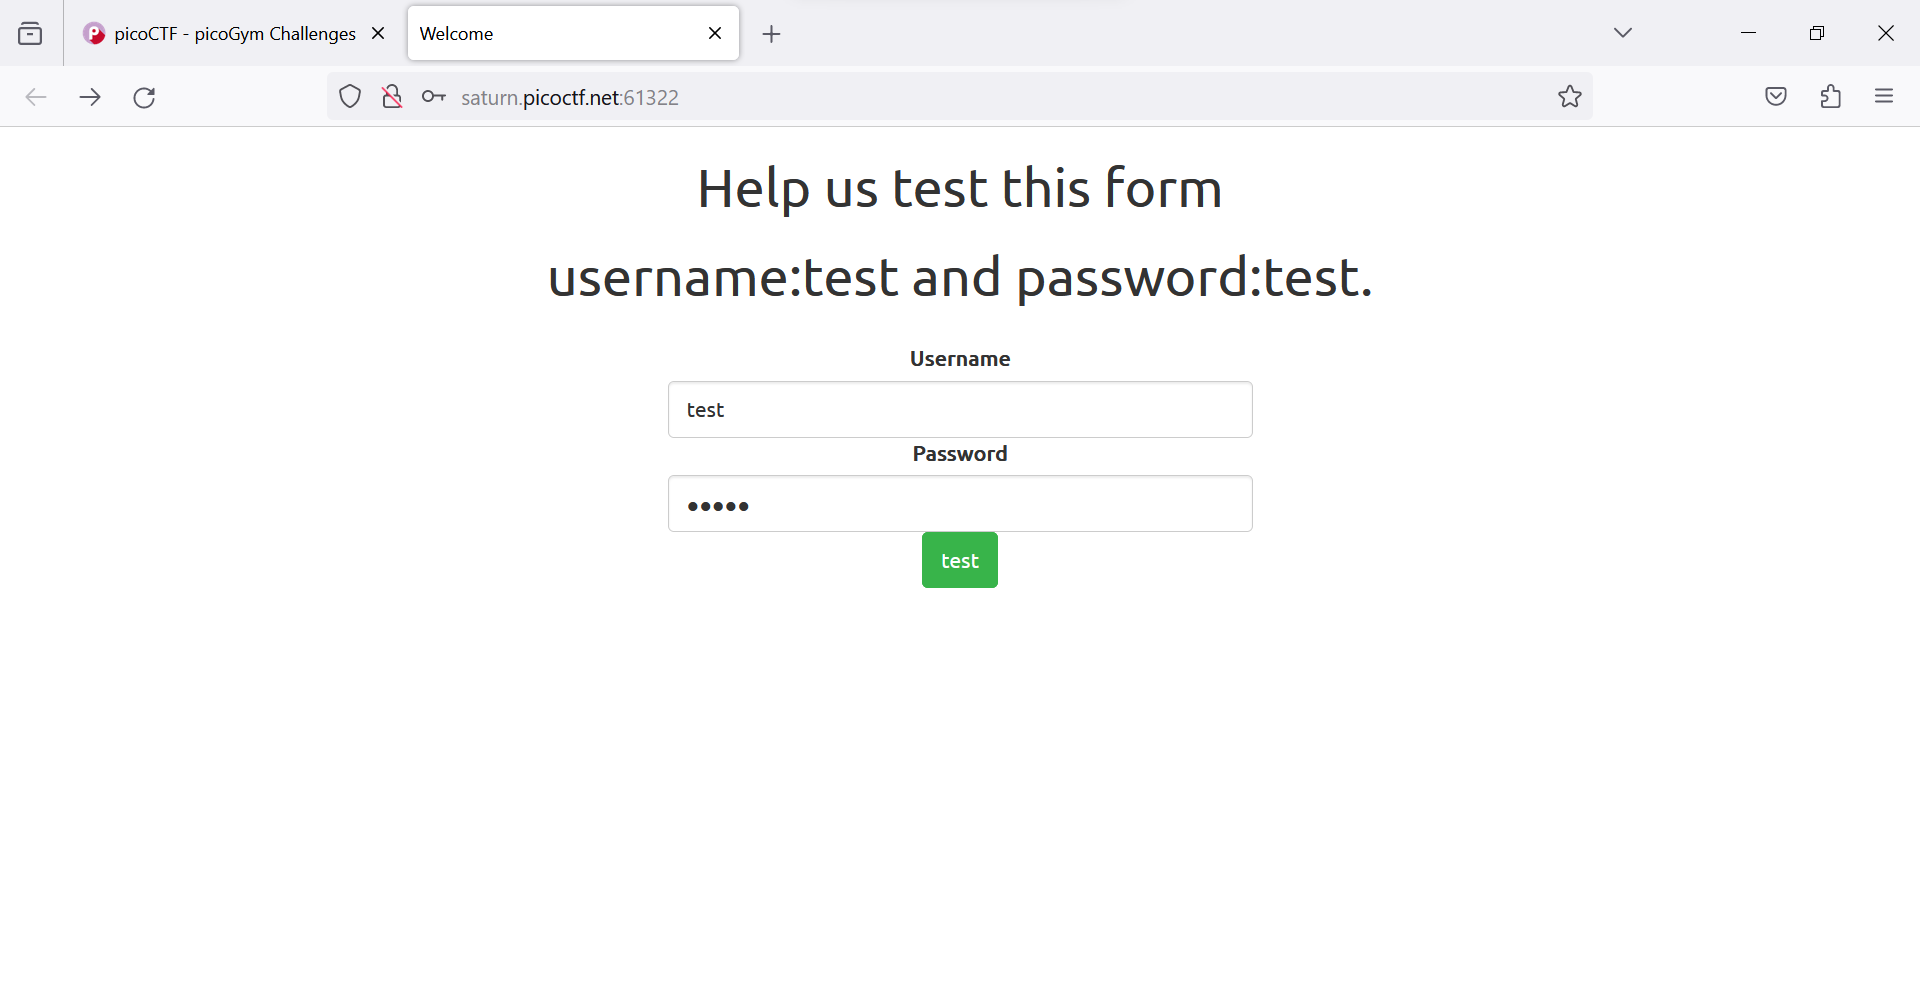 picoCTF - picoGym Challenges
Welcome
saturn.picoctf.net:61322
Help us test this form
username:test and password:test.
Username
test
Password
•••••
test